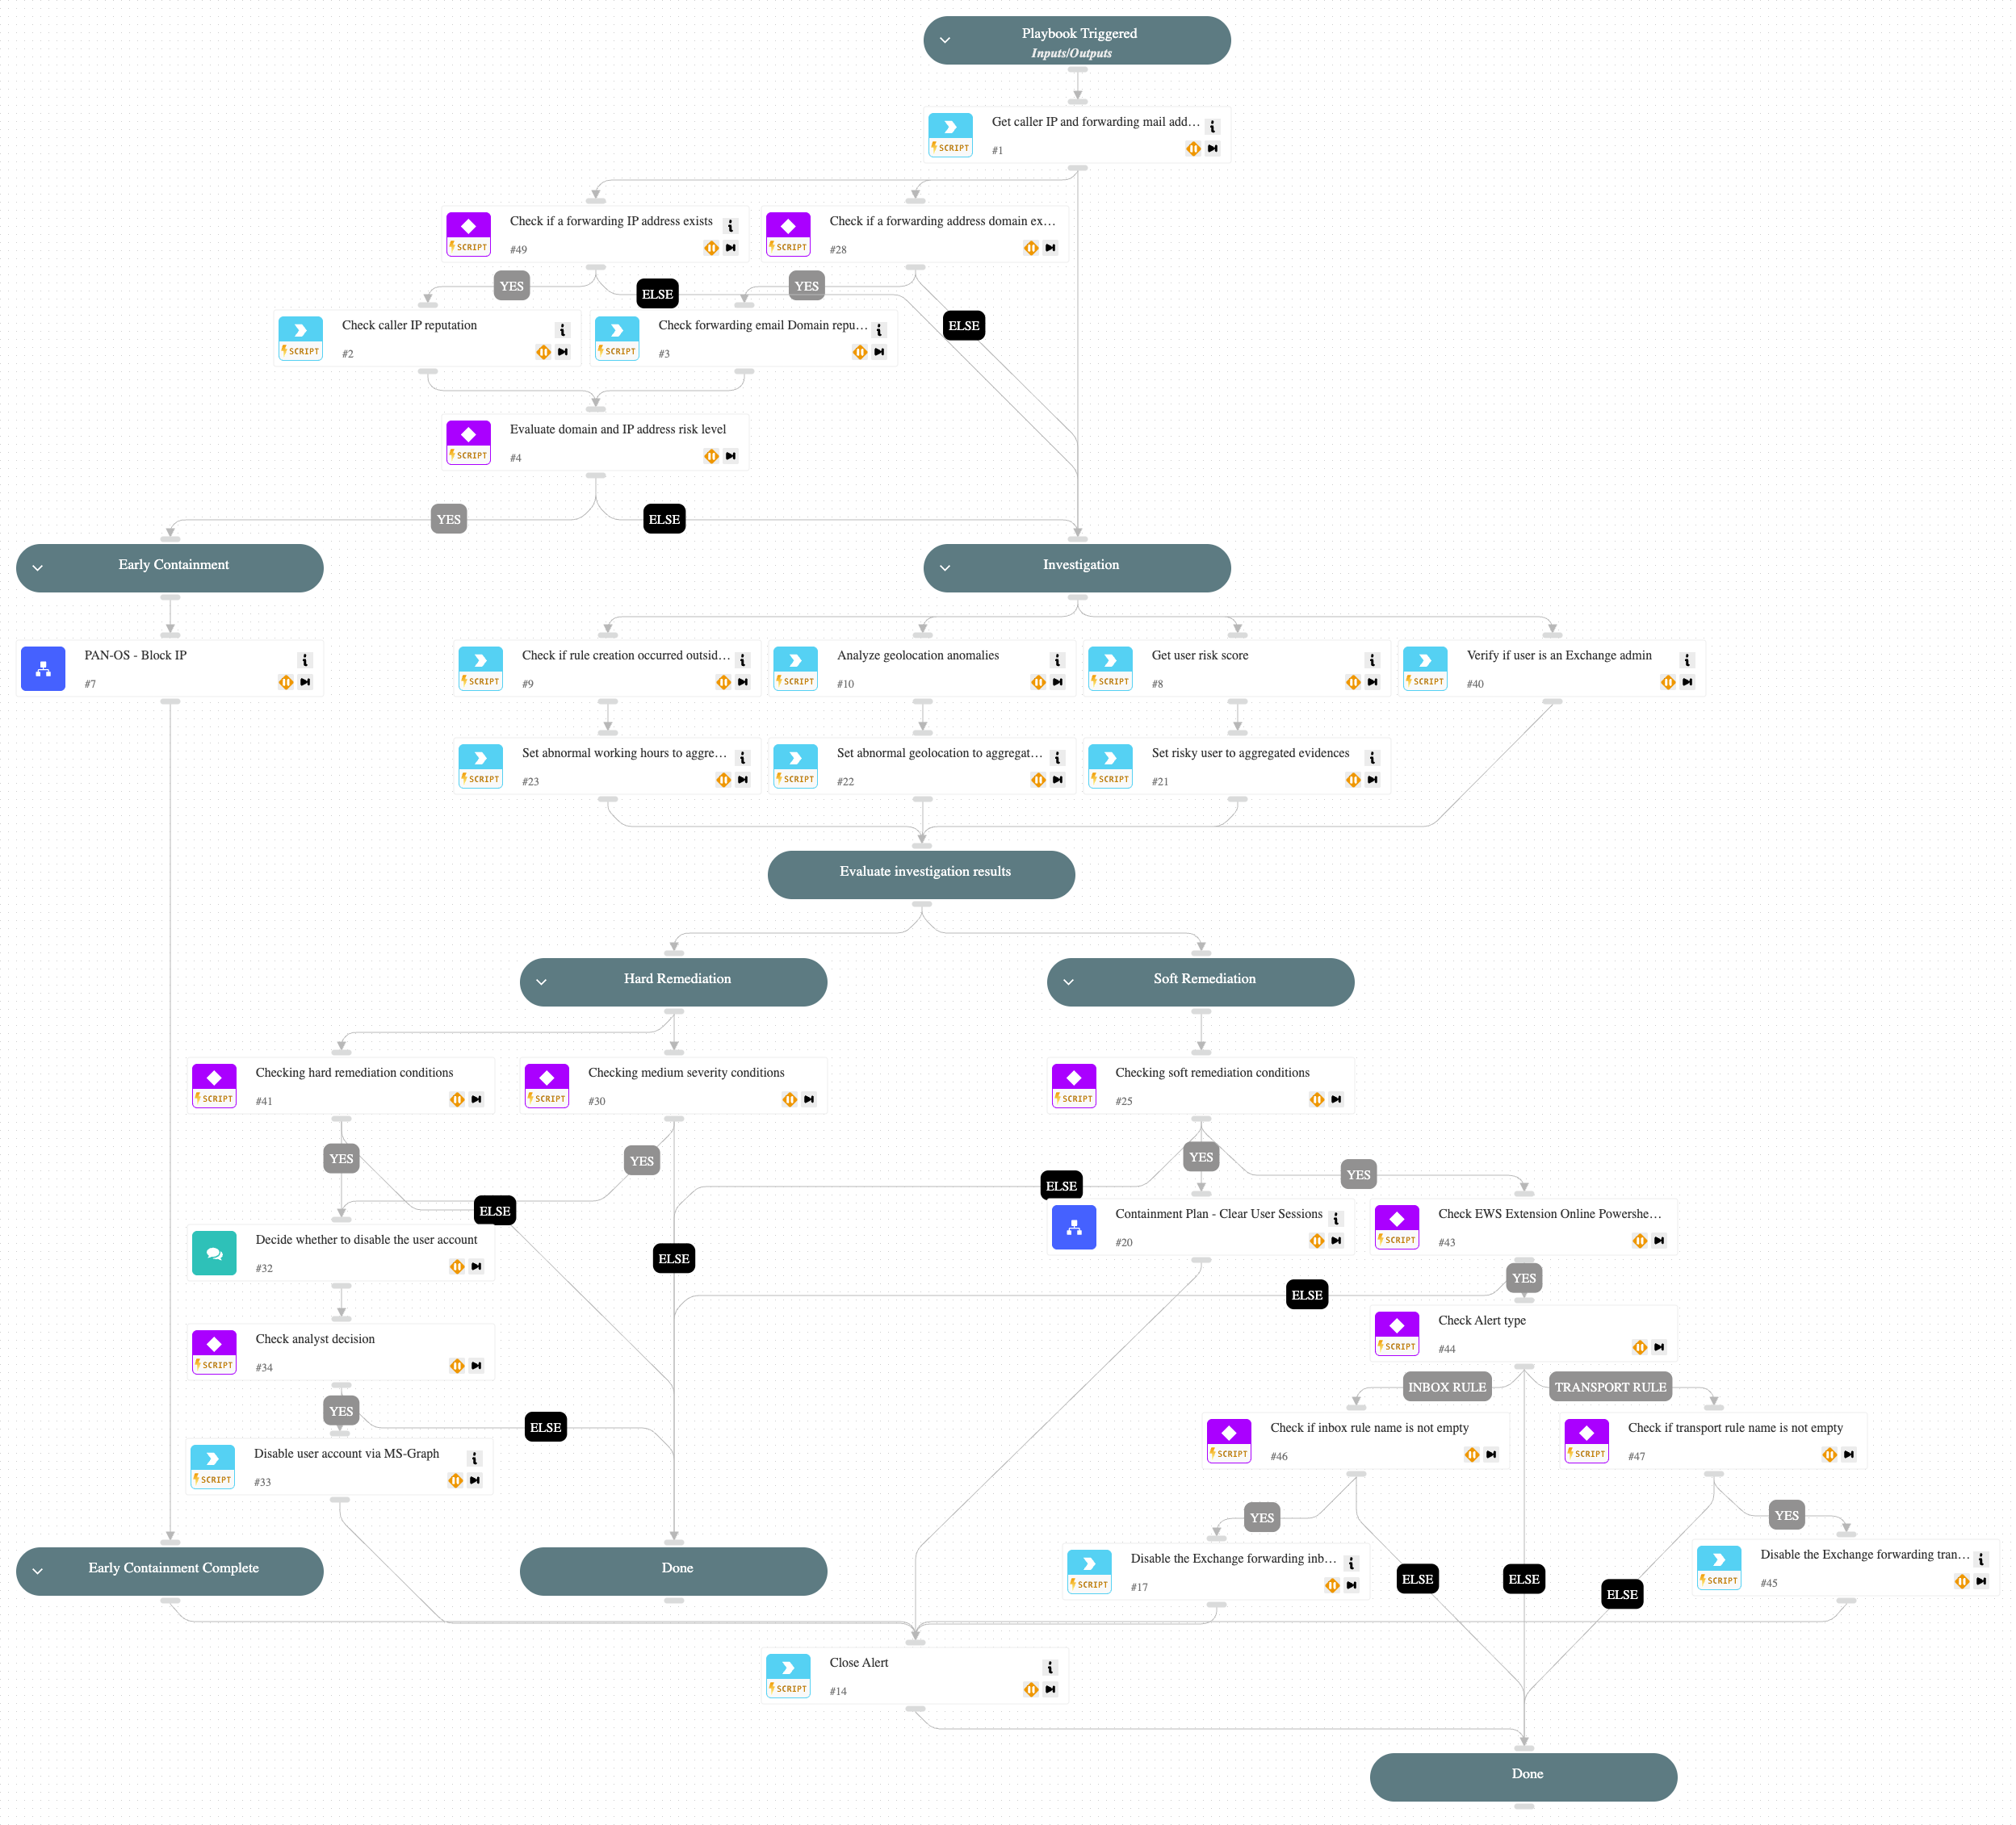 Playbook Triggered
Inputs/Outputs
Get caller IP and forwarding mail add…
SCRIPT
#1
Check if a forwarding IP address exists
SCRIPT
#49
Check if a forwarding address domain ex…
SCRIPT
#28
YES
ELSE
YES
ELSE
Check caller IP reputation
SCRIPT
#2
Check forwarding email Domain repu…
SCRIPT
#3
Evaluate domain and IP address risk level
SCRIPT
#4
YES
ELSE
Early Containment
Investigation
PAN-OS - Block IP
#7
Check if rule creation occurred outsid…
SCRIPT
#9
Analyze geolocation anomalies
SCRIPT
#10
Get user risk score
SCRIPT
#8
Verify if user is an Exchange admin
SCRIPT
#40
Set abnormal working hours to aggre…
SCRIPT
#23
Set abnormal geolocation to aggregat…
SCRIPT
#22
Set risky user to aggregated evidences
SCRIPT
#21
Evaluate investigation results
Hard Remediation
Soft Remediation
Checking hard remediation conditions
SCRIPT
#41
Checking medium severity conditions
SCRIPT
#30
Checking soft remediation conditions
SCRIPT
#25
YES
YES
YES
YES
ELSE
ELSE
Containment Plan - Clear User Sessions
#20
Check EWS Extension Online Powershe…
SCRIPT
#43
Decide whether to disable the user account
#32
ELSE
YES
ELSE
Check Alert type
SCRIPT
#44
Check analyst decision
SCRIPT
#34
INBOX RULE
TRANSPORT RULE
YES
ELSE
Check if inbox rule name is not empty
SCRIPT
#46
Check if transport rule name is not empty
SCRIPT
#47
Disable user account via MS-Graph
SCRIPT
#33
YES
YES
Early Containment Complete
Done
Disable the Exchange forwarding inb…
SCRIPT
#17
ELSE
ELSE
ELSE
Disable the Exchange forwarding tran…
SCRIPT
#45
Close Alert
SCRIPT
#14
Done